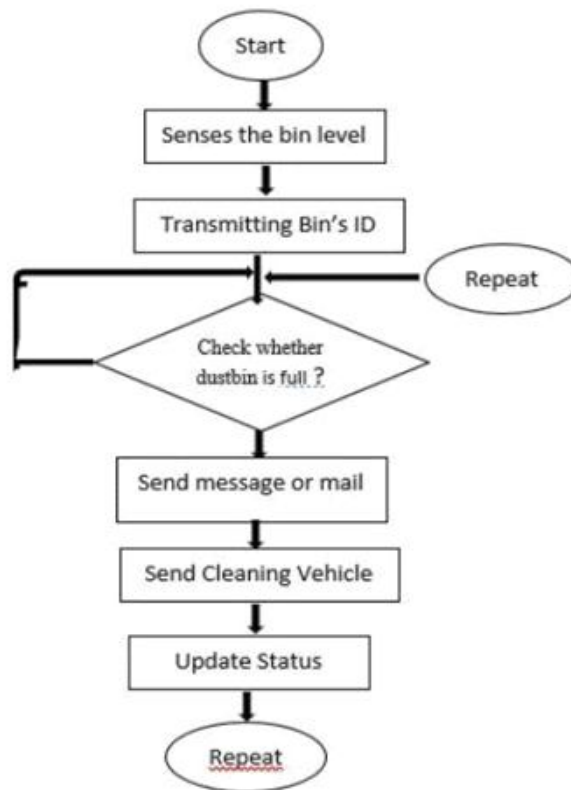 Start
Senses the bin level
Transmitting Bin's ID
Repeat
Check whether
dustbin is full ?
Send message or mail
Send Cleaning Vehicle
Update Status
Repeat